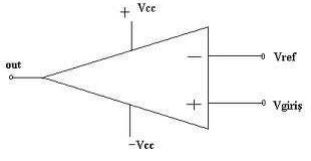 + Vcc
out
− Vref
+ Vgiriş
−Vcc